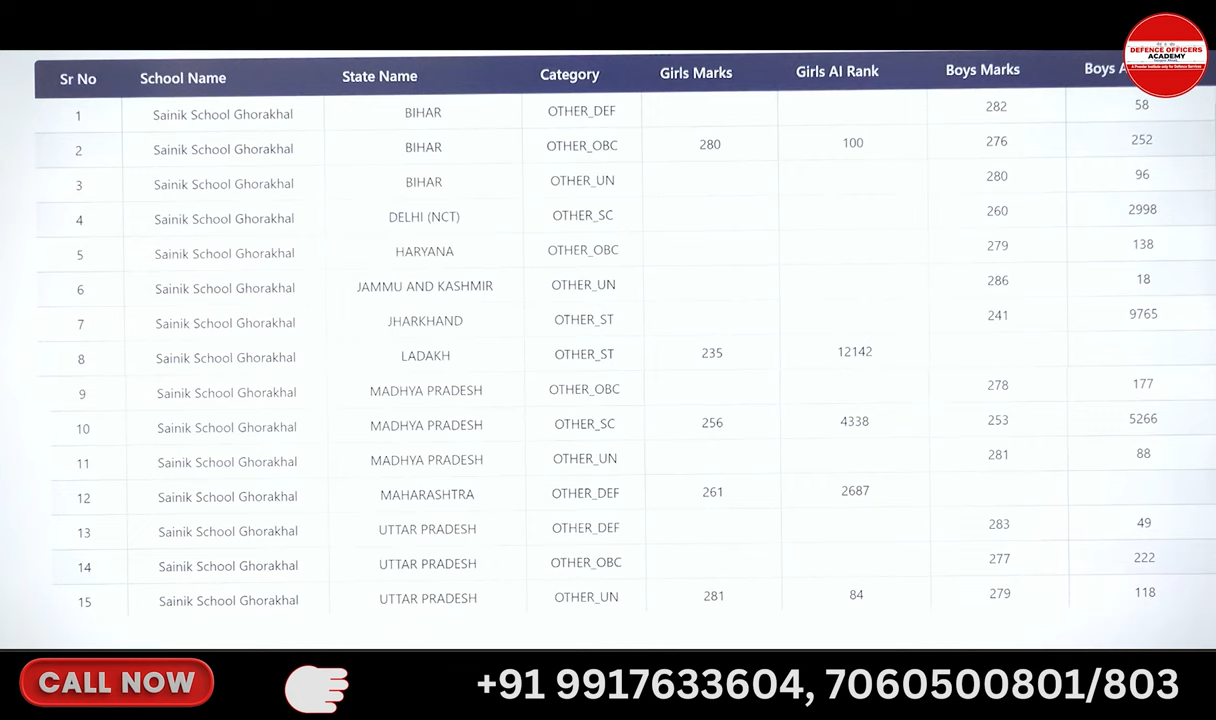 DEFENCE OFFICERS
ACADEMY
A Premier Institute only for Defence Services
Sr No School Name State Name Category Girls Marks Girls AI Rank Boys Marks Boys
1 Sainik School Ghorakhal BIHAR OTHER_DEF 282 58
2 Sainik School Ghorakhal BIHAR OTHER_OBC 280 100 276 252
3 Sainik School Ghorakhal BIHAR OTHER_UN 280 96
4 Sainik School Ghorakhal DELHI (NCT) OTHER_SC 260 2998
5 Sainik School Ghorakhal HARYANA OTHER_OBC 279 138
6 Sainik School Ghorakhal JAMMU AND KASHMIR OTHER_UN 286 18
7 Sainik School Ghorakhal JHARKHAND OTHER_ST 241 9765
8 Sainik School Ghorakhal LADAKH OTHER_ST 235 12142
9 Sainik School Ghorakhal MADHYA PRADESH OTHER_OBC 278 177
10 Sainik School Ghorakhal MADHYA PRADESH OTHER_SC 256 4338 253 5266
11 Sainik School Ghorakhal MADHYA PRADESH OTHER_UN 281 88
12 Sainik School Ghorakhal MAHARASHTRA OTHER_DEF 261 2687
13 Sainik School Ghorakhal UTTAR PRADESH OTHER_DEF 283 49
14 Sainik School Ghorakhal UTTAR PRADESH OTHER_OBC 277 222
15 Sainik School Ghorakhal UTTAR PRADESH OTHER_UN 281 84 279 118
CALL NOW +91 9917633604, 7060500801/803